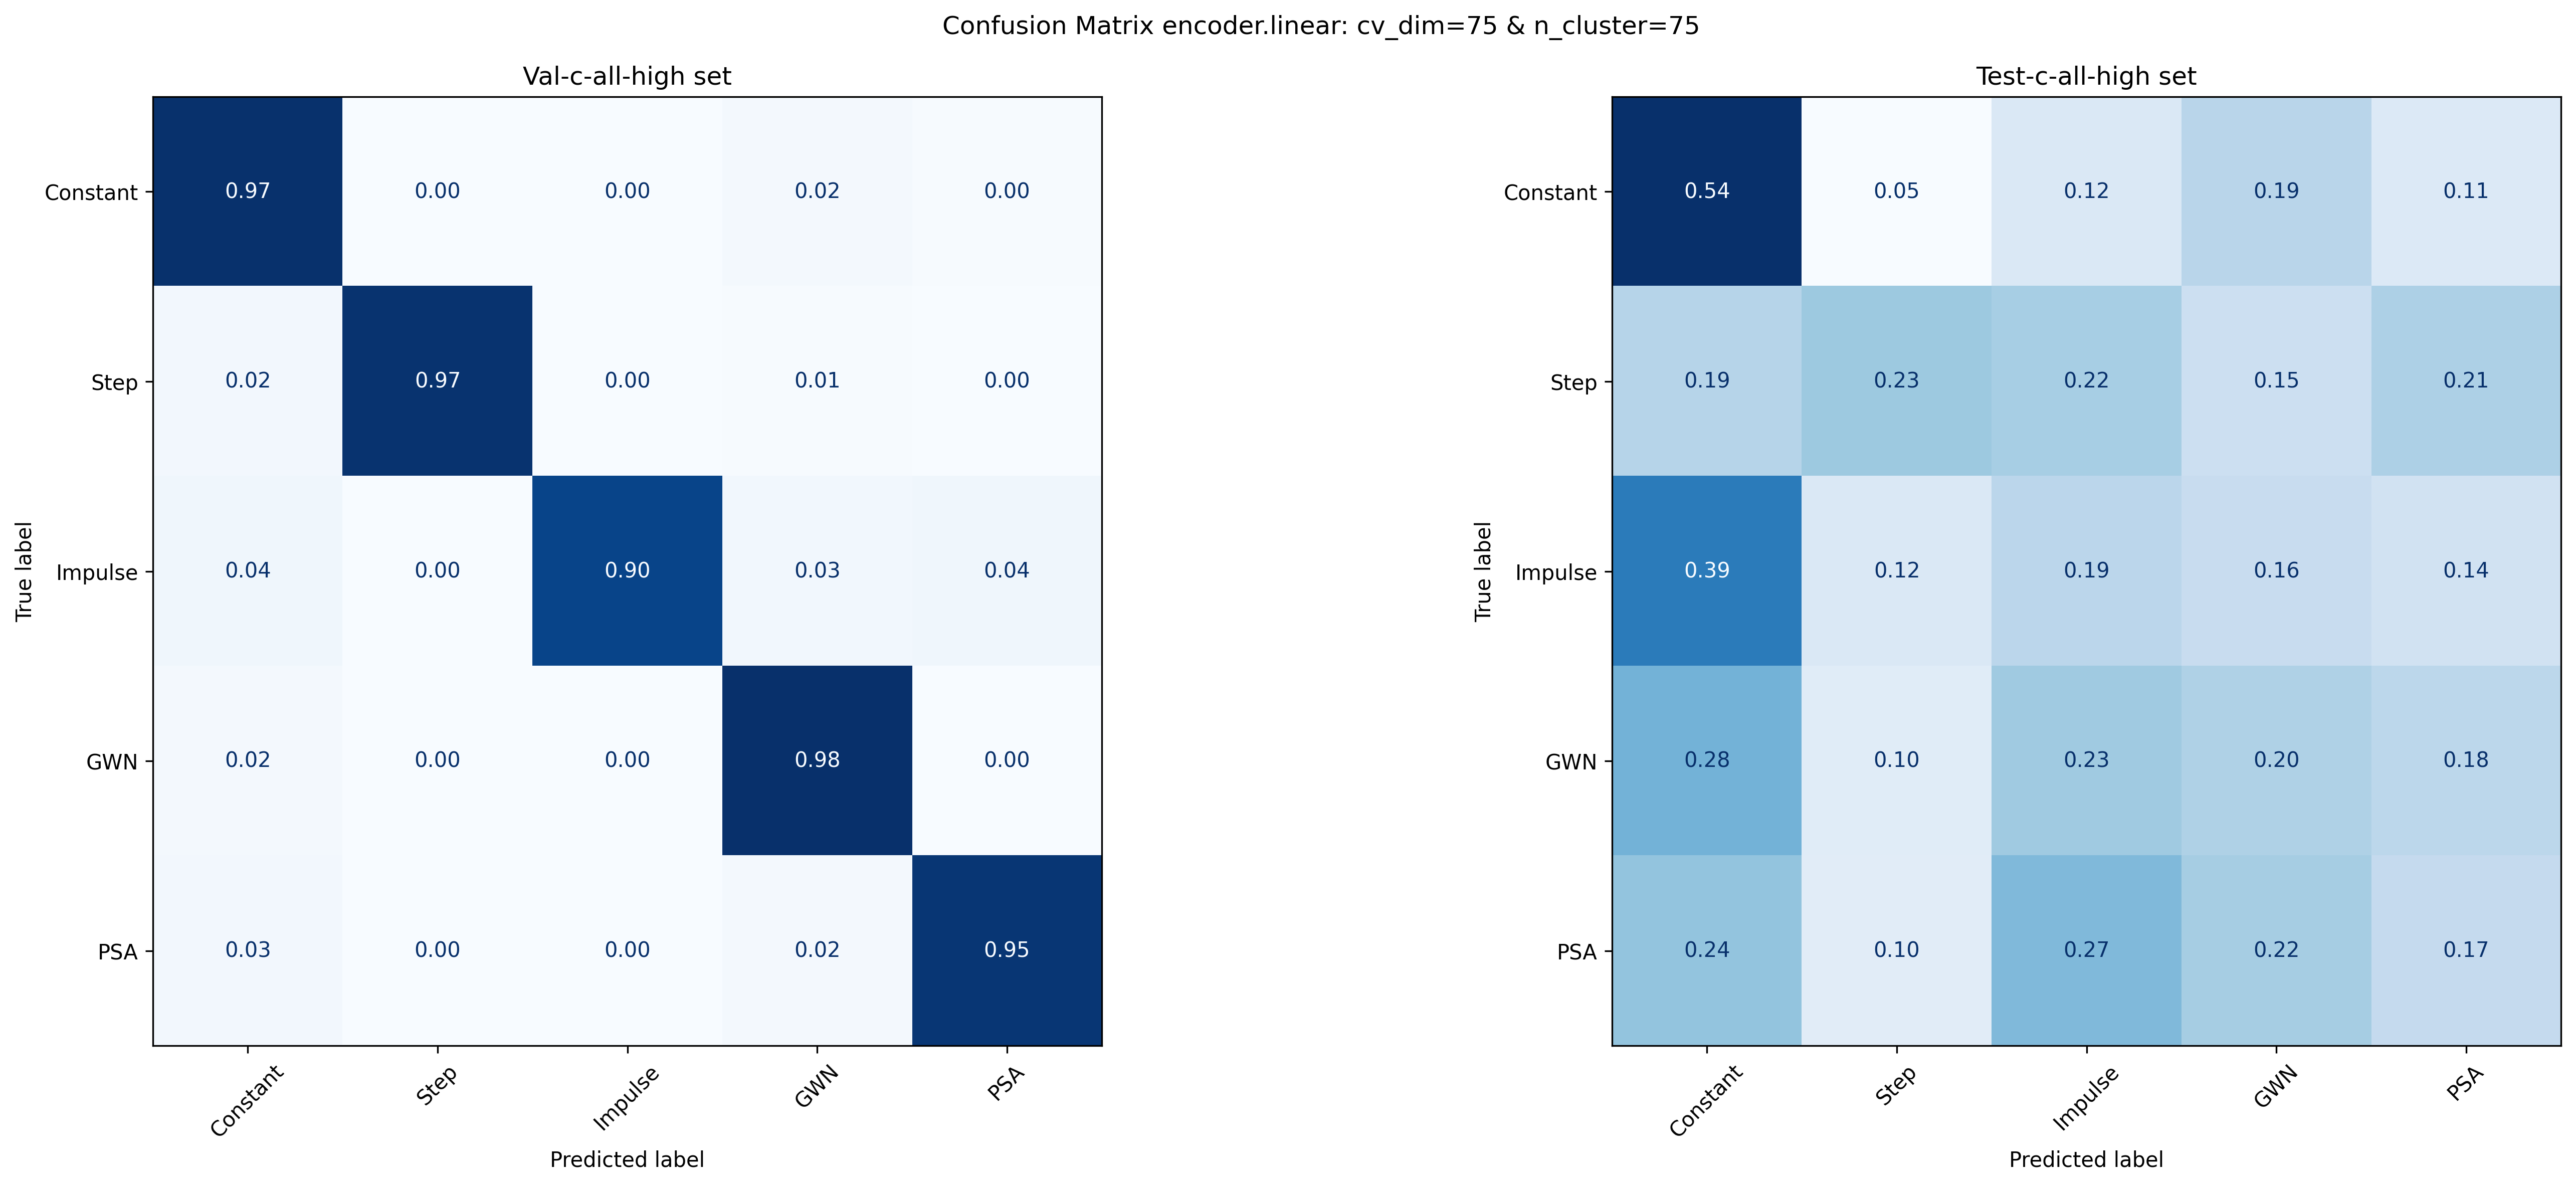 Confusion Matrix encoder.linear: cv_dim=75 & n_cluster=75
Val-c-all-high set
True label
Constant 0.97 0.00 0.00 0.02 0.00
Step 0.02 0.97 0.00 0.01 0.00
Impulse 0.04 0.00 0.90 0.03 0.04
GWN 0.02 0.00 0.00 0.98 0.00
PSA 0.03 0.00 0.00 0.02 0.95
Constant Step Impulse GWN PSA
Predicted label
Test-c-all-high set
True label
Constant 0.54 0.05 0.12 0.19 0.11
Step 0.19 0.23 0.22 0.15 0.21
Impulse 0.39 0.12 0.19 0.16 0.14
GWN 0.28 0.10 0.23 0.20 0.18
PSA 0.24 0.10 0.27 0.22 0.17
Constant Step Impulse GWN PSA
Predicted label